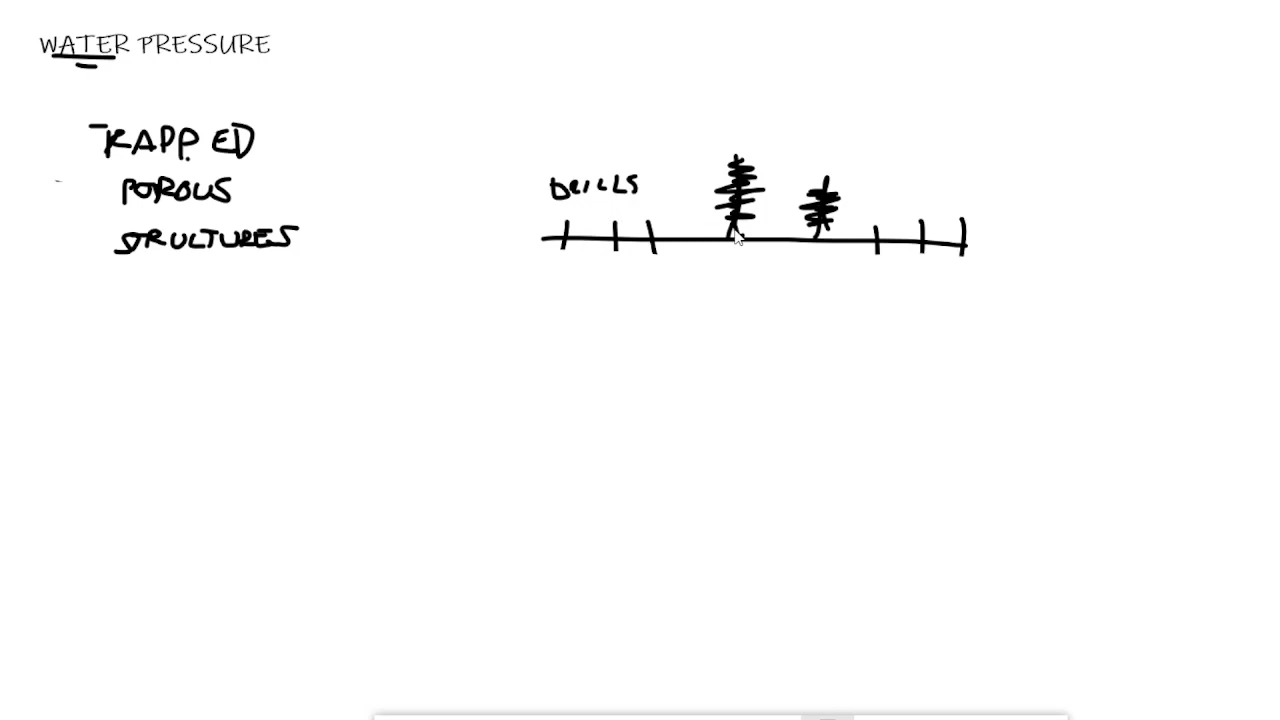 WATER PRESSURE
TRAPPED
POROUS
STRUCTURES
DRILLS